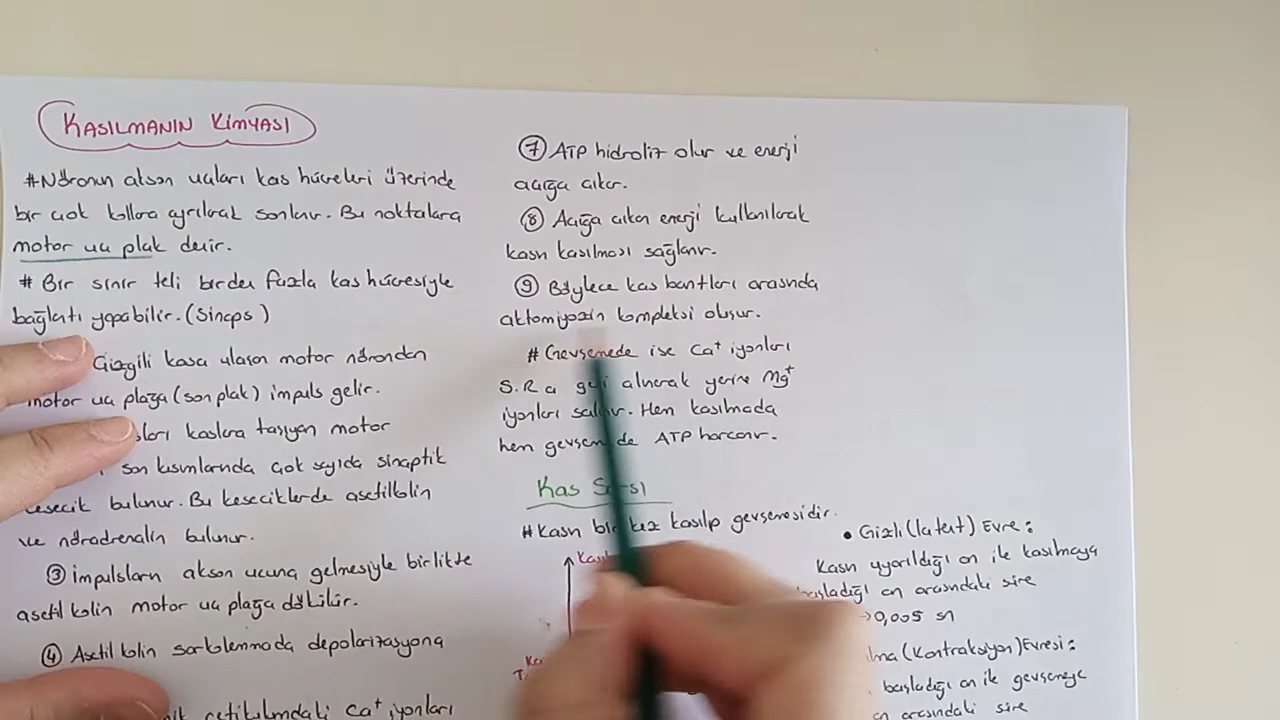 KASILMANIN KİMYASI
#Nöronun akson uçları kas hücreleri üzerinde
bir çok kollara ayrılarak sonlanır. Bu noktalara
motor uç plak denir.
# Bir sinir teli birden fazla kas hücresiyle
bağlantı yapabilir. (Sinaps)
Çizgili kasa ulaşan motor nörondan
motor uç plağa (son plak) impuls gelir.
kaslara taşıyan motor
son kısımlarında çok sayıda sinaptik
kesecik bulunur. Bu keseciklerde asetilkolin
ve nöradrenalin bulunur.
③ İmpulsların akson ucuna gelmesiyle birlikte
asetilkolin motor uç plağa dökülür.
④ Asetilkolin sarkolemmada depolarizasyona
Ca⁺ iyonları
⑦ ATP hidroliz olur ve enerji
açığa çıkar.
⑧ Açığa çıkan enerji kullanılarak
kasın kasılması sağlanır.
⑨ Böylece kas bantları arasında
aktomiyozin kompleksi oluşur.
# Gevşemede ise Ca⁺ iyonları
S.R a geri alınarak yerine Mg⁺
iyonları salınır. Hem kasılmada
hem gevşemede ATP harcanır.
Kas
#Kasın bir kez kasılıp gevşemesidir.
• Gizli (latent) Evre:
Kasın uyarıldığı an ile kasılmaya
başladığı an arasındaki süre
→0,005 sn
(Kontraksiyon) Evresi:
başladığı an ile gevşemeye
an arasındaki süre